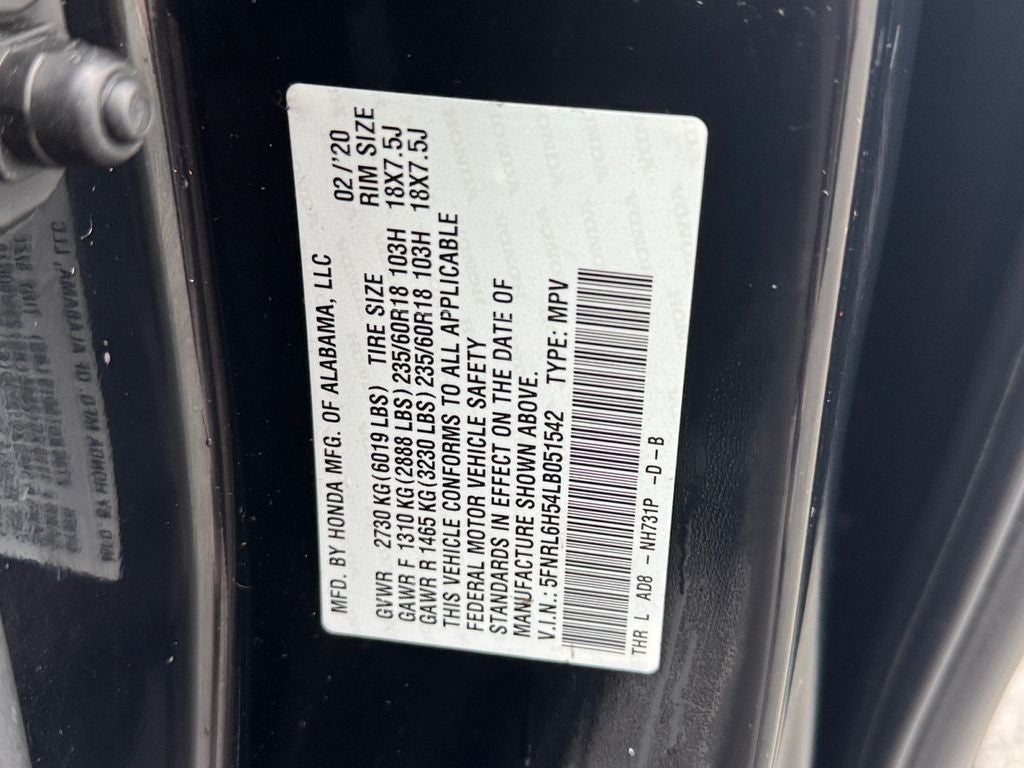 MFD. BY HONDA MFG. OF ALABAMA, LLC 02/'20
GVWR 2730 KG (6019 LBS) TIRE SIZE RIM SIZE
GAWR F 1310 KG (2888 LBS) 235/60R18 103H 18X7.5J
GAWR R 1465 KG (3230 LBS) 235/60R18 103H 18X7.5J
THIS VEHICLE CONFORMS TO ALL APPLICABLE
FEDERAL MOTOR VEHICLE SAFETY
STANDARDS IN EFFECT ON THE DATE OF
MANUFACTURE SHOWN ABOVE.
V.I.N.: 5FNRL6H54LB051542 TYPE: MPV
THR L AD8 -NH731P -D-B